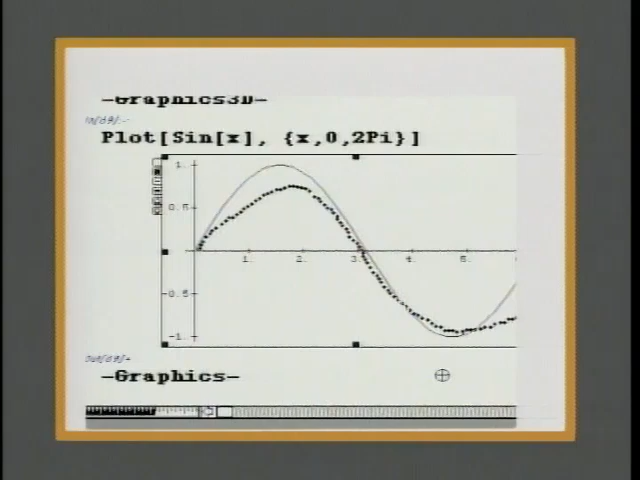 -Graphics3D-
Plot[Sin[x], {x,0,2Pi}]
1.
0.5
1. 2. 3. 4. 5.
-0.5
-1.
-Graphics-